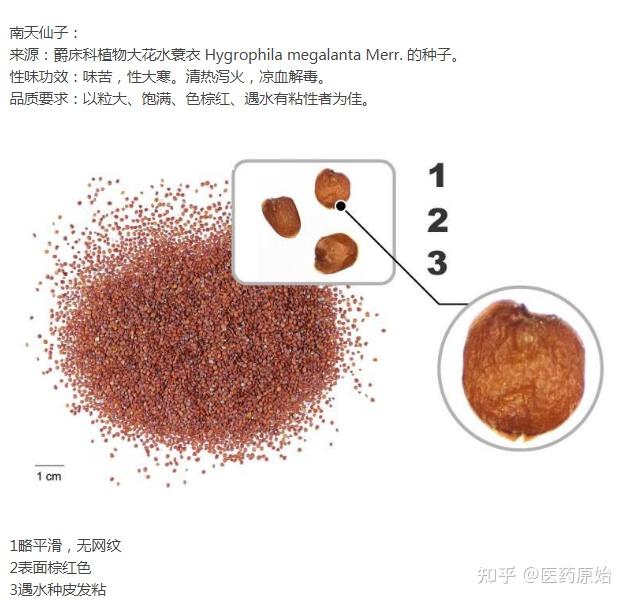 南天仙子：
来源：爵床科植物大花水蓑衣 Hygrophila megalanta Merr. 的种子。
性味功效：味苦，性大寒。清热泻火，凉血解毒。
品质要求：以粒大、饱满、色棕红、遇水有粘性者为佳。
1
2
3
1 cm
1略平滑，无网纹
2表面棕红色
3遇水种皮发粘
知乎 @医药原始